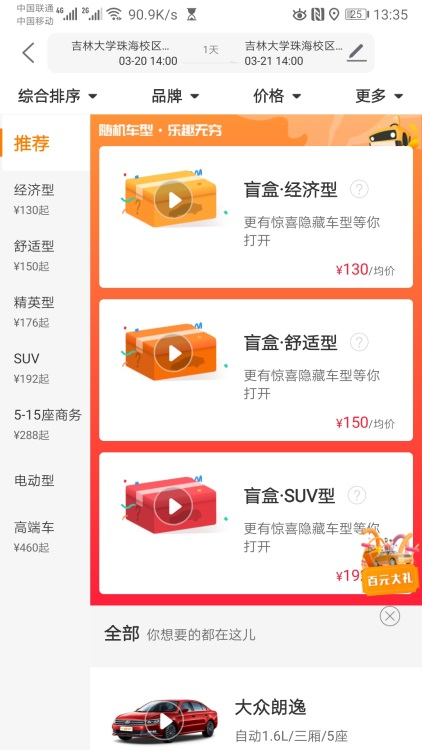 中国联通
中国移动
4G 2G 90.9K/s 25 13:35
吉林大学珠海校区...
03-20 14:00
1天
吉林大学珠海校区...
03-21 14:00
综合排序 品牌 价格 更多
推荐
经济型
¥130起
舒适型
¥150起
精英型
¥176起
SUV
¥192起
5-15座商务
¥288起
电动型
高端车
¥460起
随机车型·乐趣无穷
盲盒·经济型 ?
更有惊喜隐藏车型等你
打开
¥130/均价
盲盒·舒适型 ?
更有惊喜隐藏车型等你
打开
¥150/均价
盲盒·SUV型 ?
更有惊喜隐藏车型等你
打开
百元大礼
全部 你想要的都在这儿
大众朗逸
自动1.6L/三厢/5座